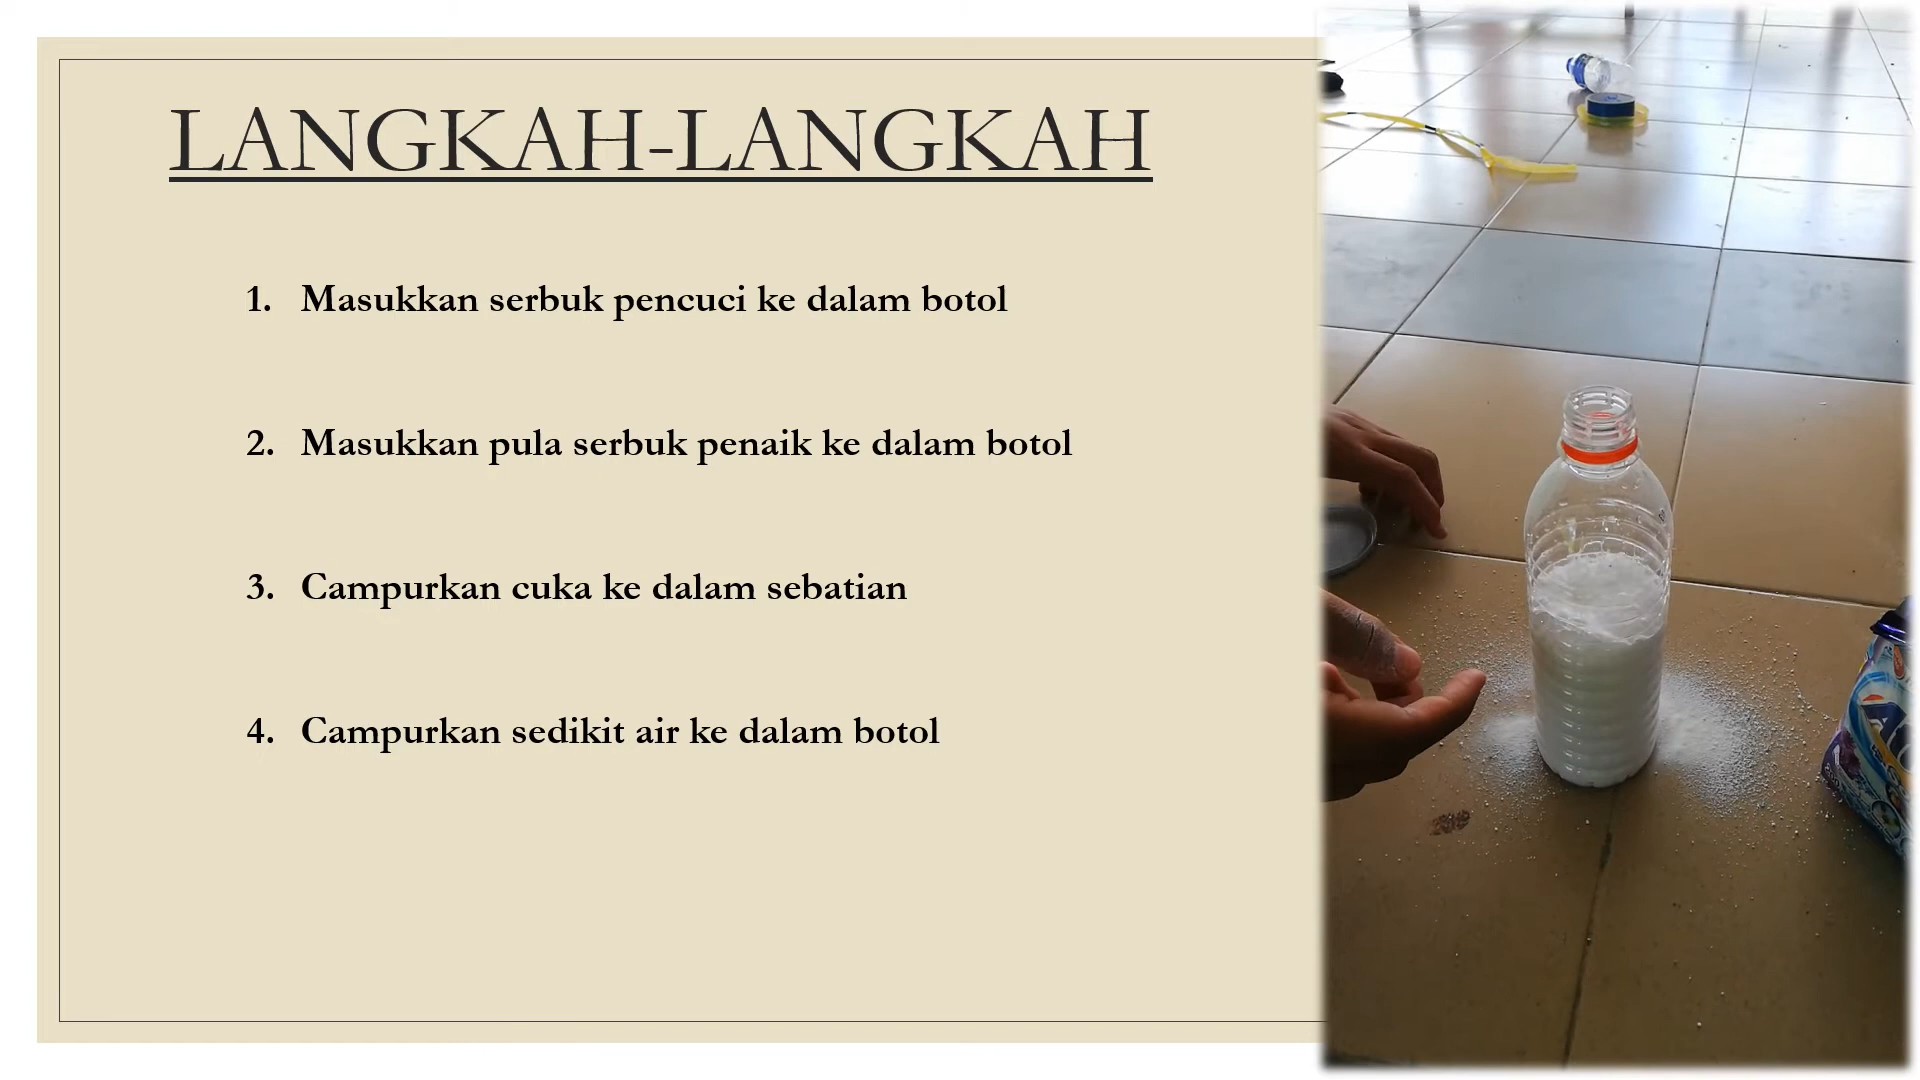 LANGKAH-LANGKAH
1. Masukkan serbuk pencuci ke dalam botol
2. Masukkan pula serbuk penaik ke dalam botol
3. Campurkan cuka ke dalam sebatian
4. Campurkan sedikit air ke dalam botol